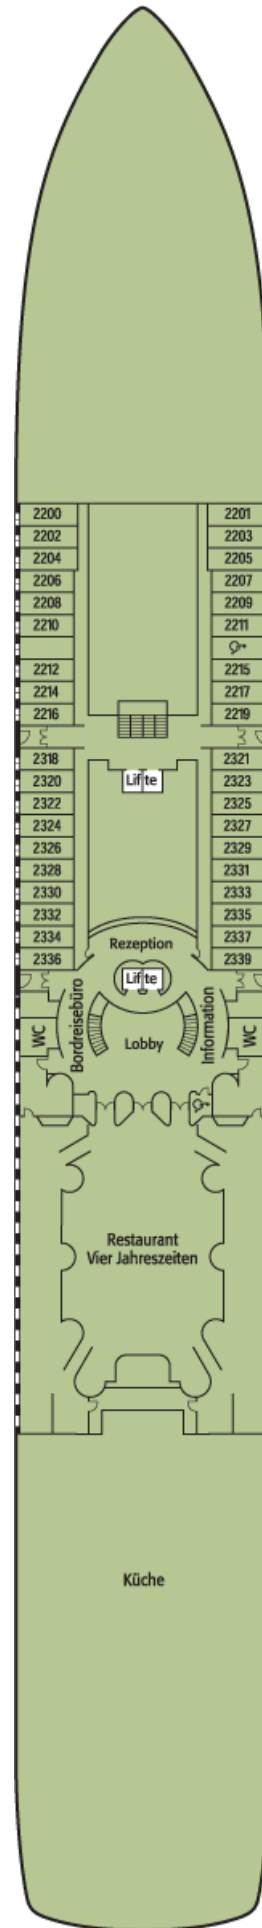 2200 2201
2202 2203
2204 2205
2206 2207
2208 2209
2210 2211
2212 2215
2214 2217
2216 2219
2318 2321
2320 Lifte 2323
2322 2325
2324 2327
2326 2329
2328 2331
2330 2333
2332 2335
2334 Rezeption 2337
2336 2339
Lifte
Bordreisebüro
Information
WC
Lobby
WC
Restaurant
Vier Jahreszeiten
Küche